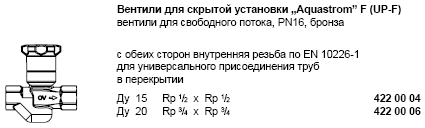 Вентили для скрытой установки „Aquastrom” F (UP-F)
вентили для свободного потока, PN16, бронза
с обеих сторон внутренняя резьба по EN 10226-1
для универсального присоединения труб
в перекрытии
Ду 15 Rp ½ x Rp ½ 422 00 04
Ду 20 Rp ¾ x Rp ¾ 422 00 06
OV